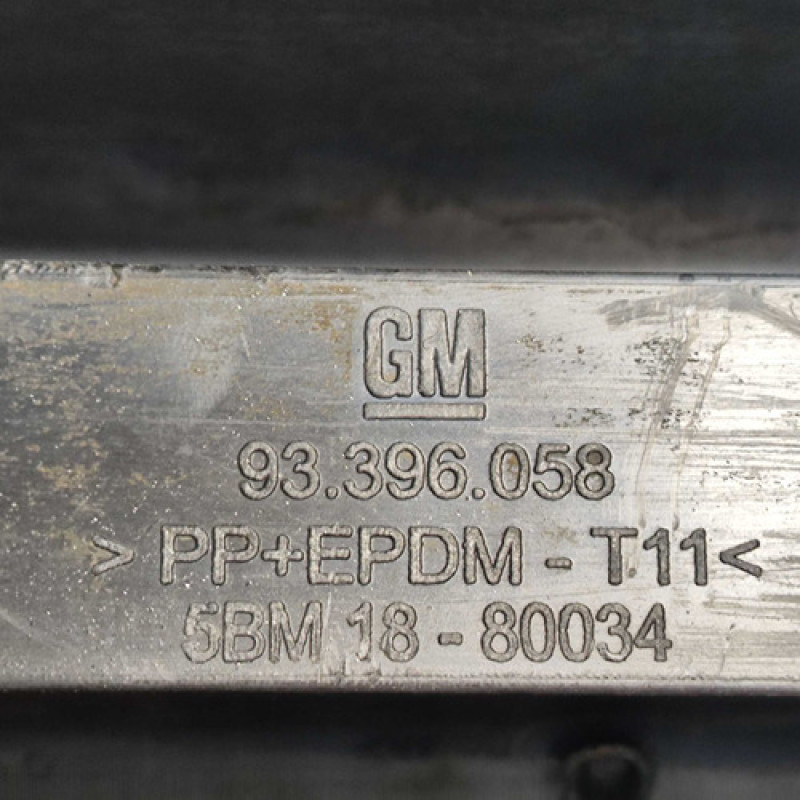 GM
93.396.058
> PP+EPDM - T11<
5BM 18 - 80034